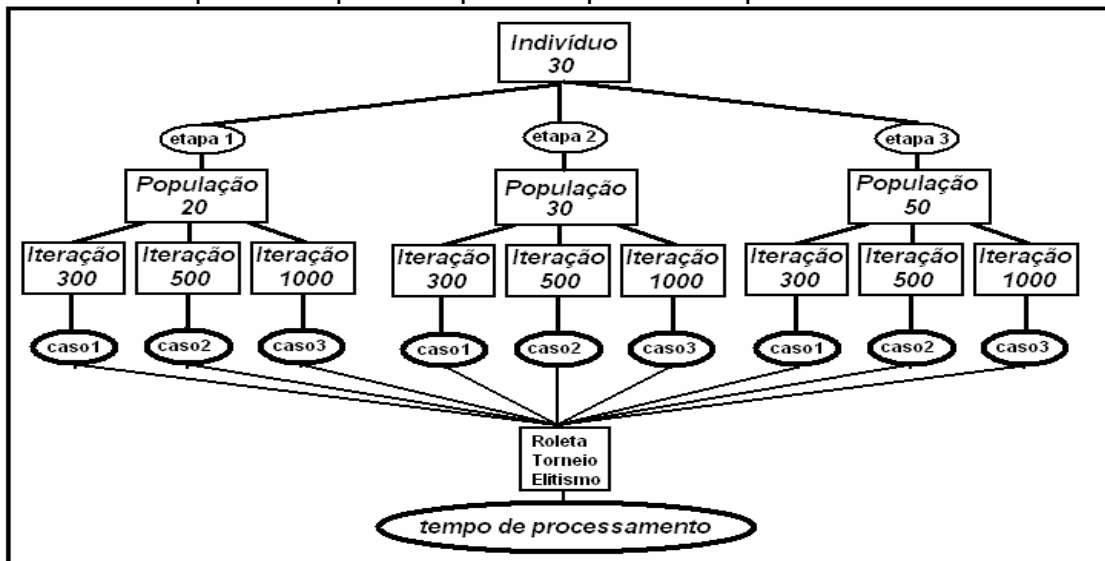 Indivíduo
30
etapa 1
etapa 2
etapa 3
População
20
População
30
População
50
Iteração
300
Iteração
500
Iteração
1000
Iteração
300
Iteração
500
Iteração
1000
Iteração
300
Iteração
500
Iteração
1000
caso1
caso2
caso3
caso1
caso2
caso3
caso1
caso2
caso3
Roleta
Torneio
Elitismo
tempo de processamento